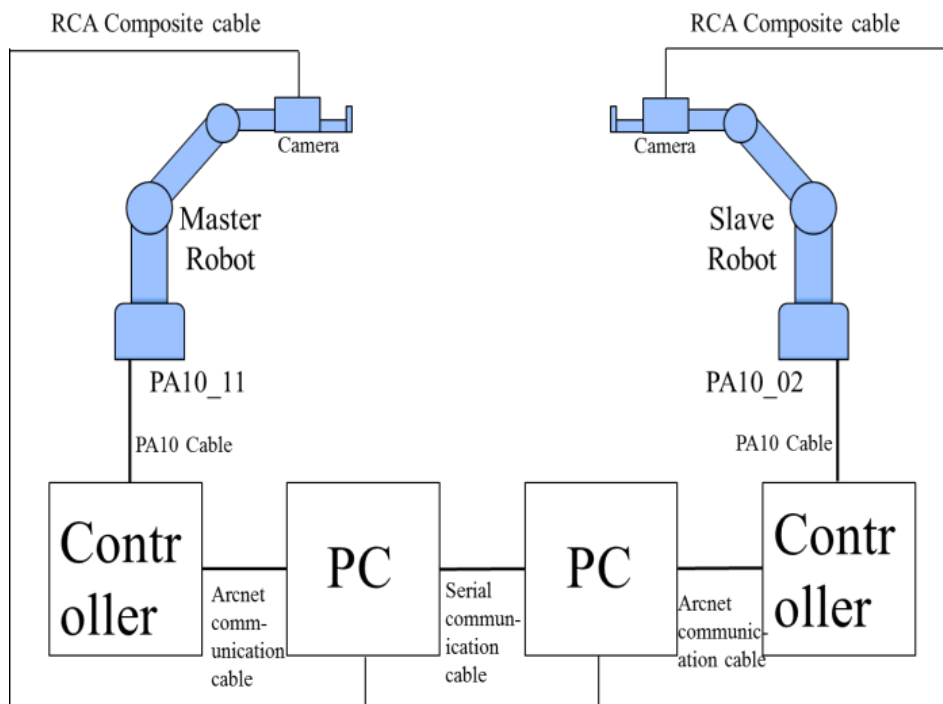 RCA Composite cable
RCA Composite cable
Camera
Camera
Master
Robot
Slave
Robot
PA10_11
PA10_02
PA10 Cable
PA10 Cable
Contr
oller
PC
PC
Contr
oller
Arcnet
comm-
unication
cable
Serial
commun-
ication
cable
Arcnet
communic-
ation cable